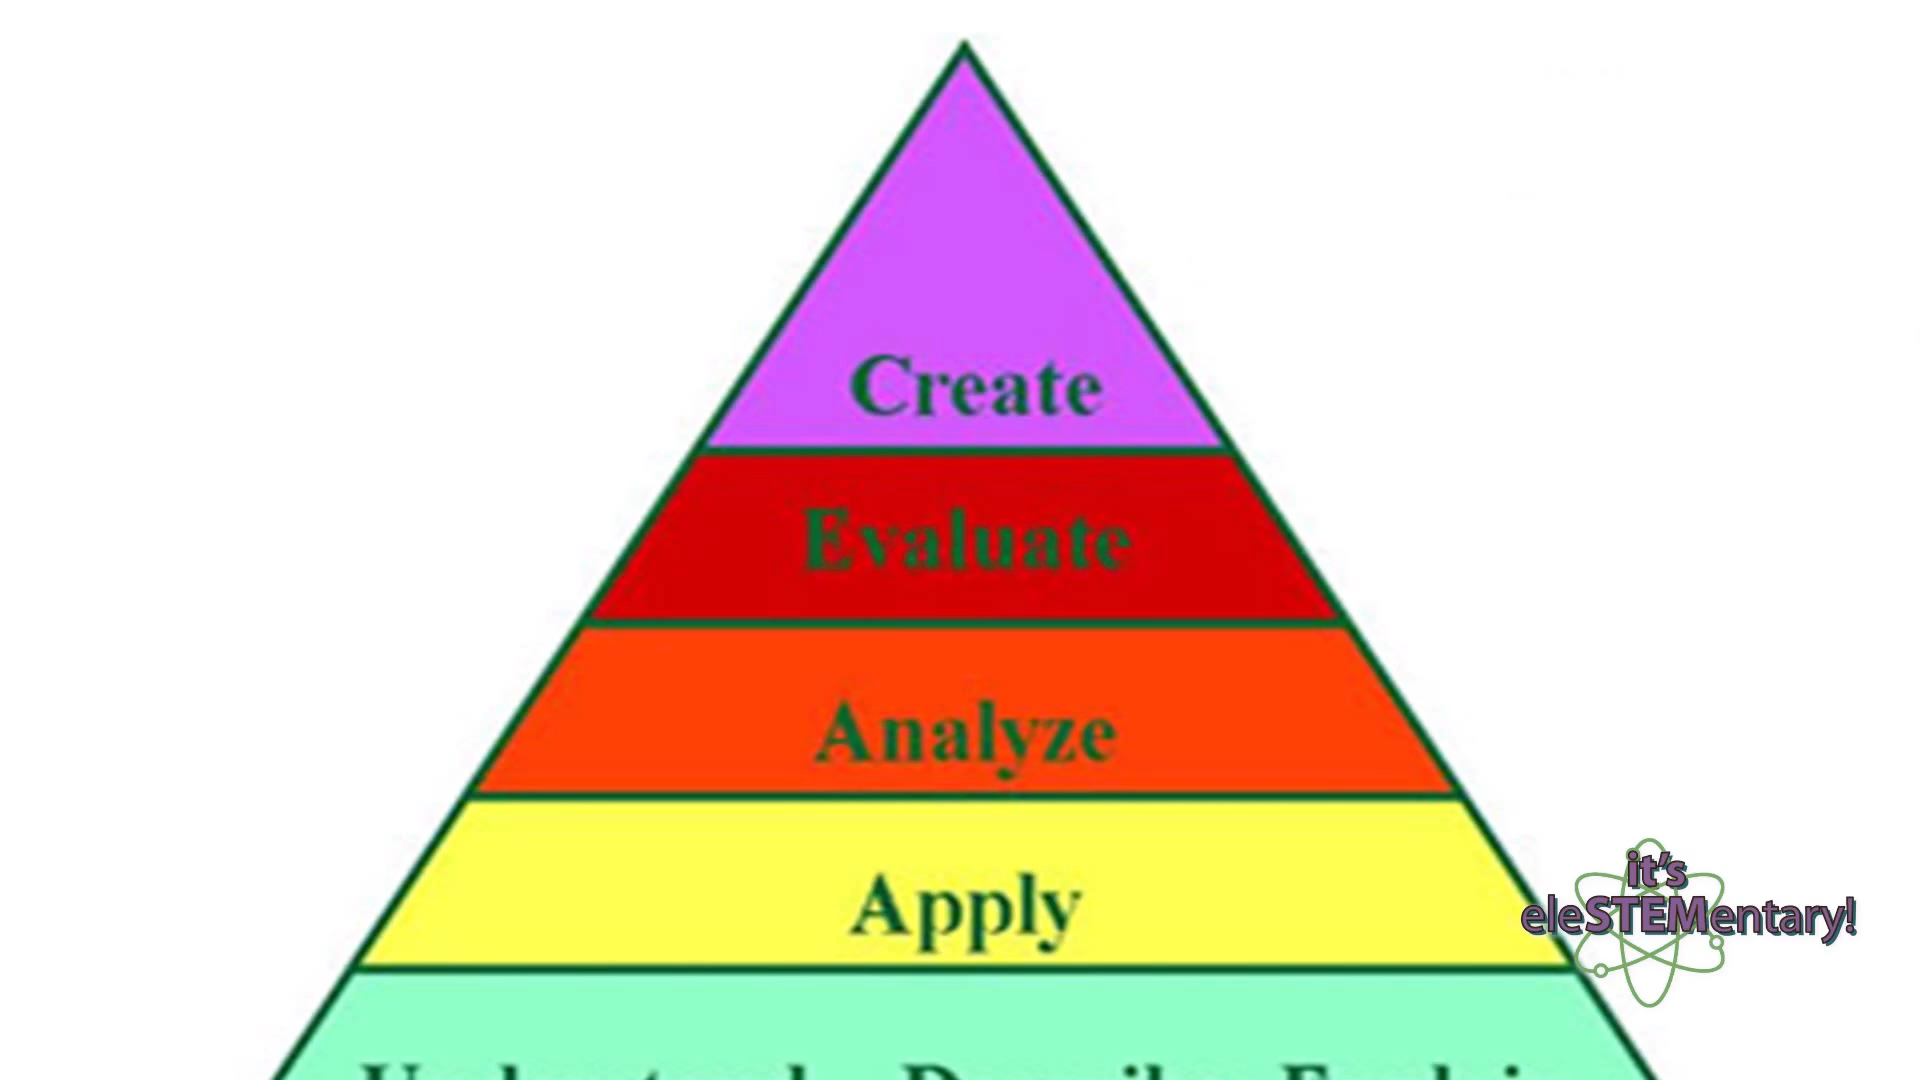 Create
Evaluate
Analyze
Apply
it's
eleSTEMentary!